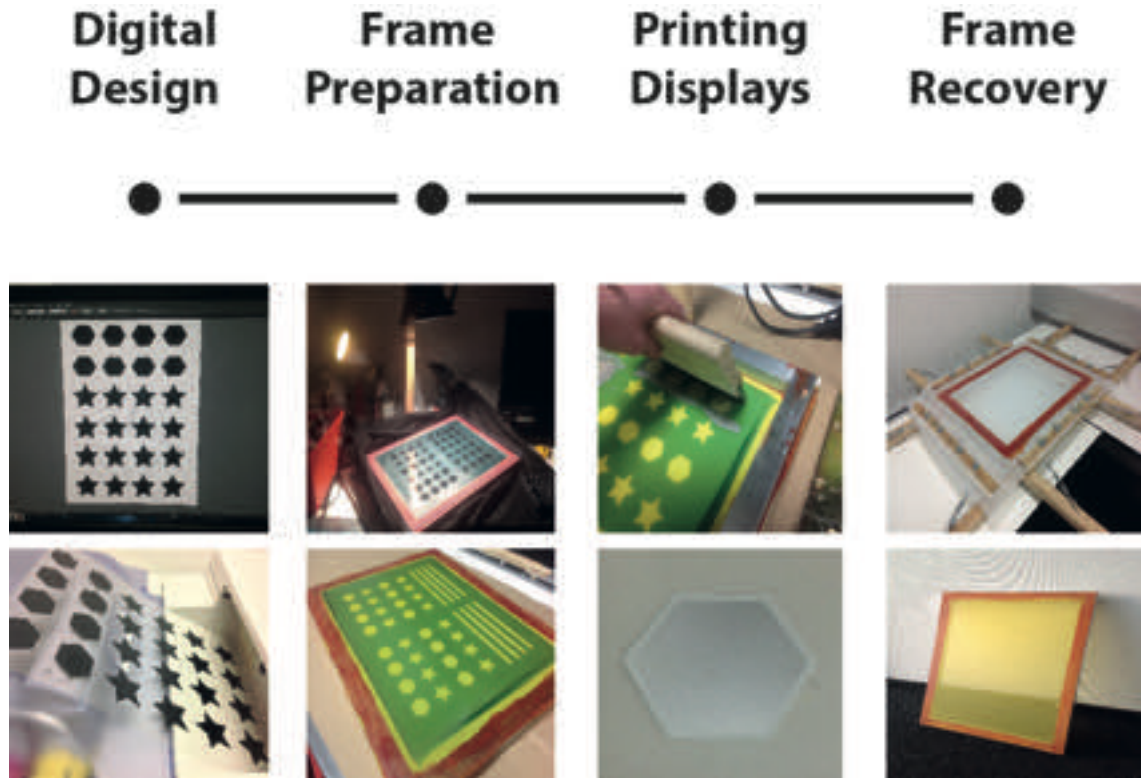 Digital
Design
Frame
Preparation
Printing
Displays
Frame
Recovery